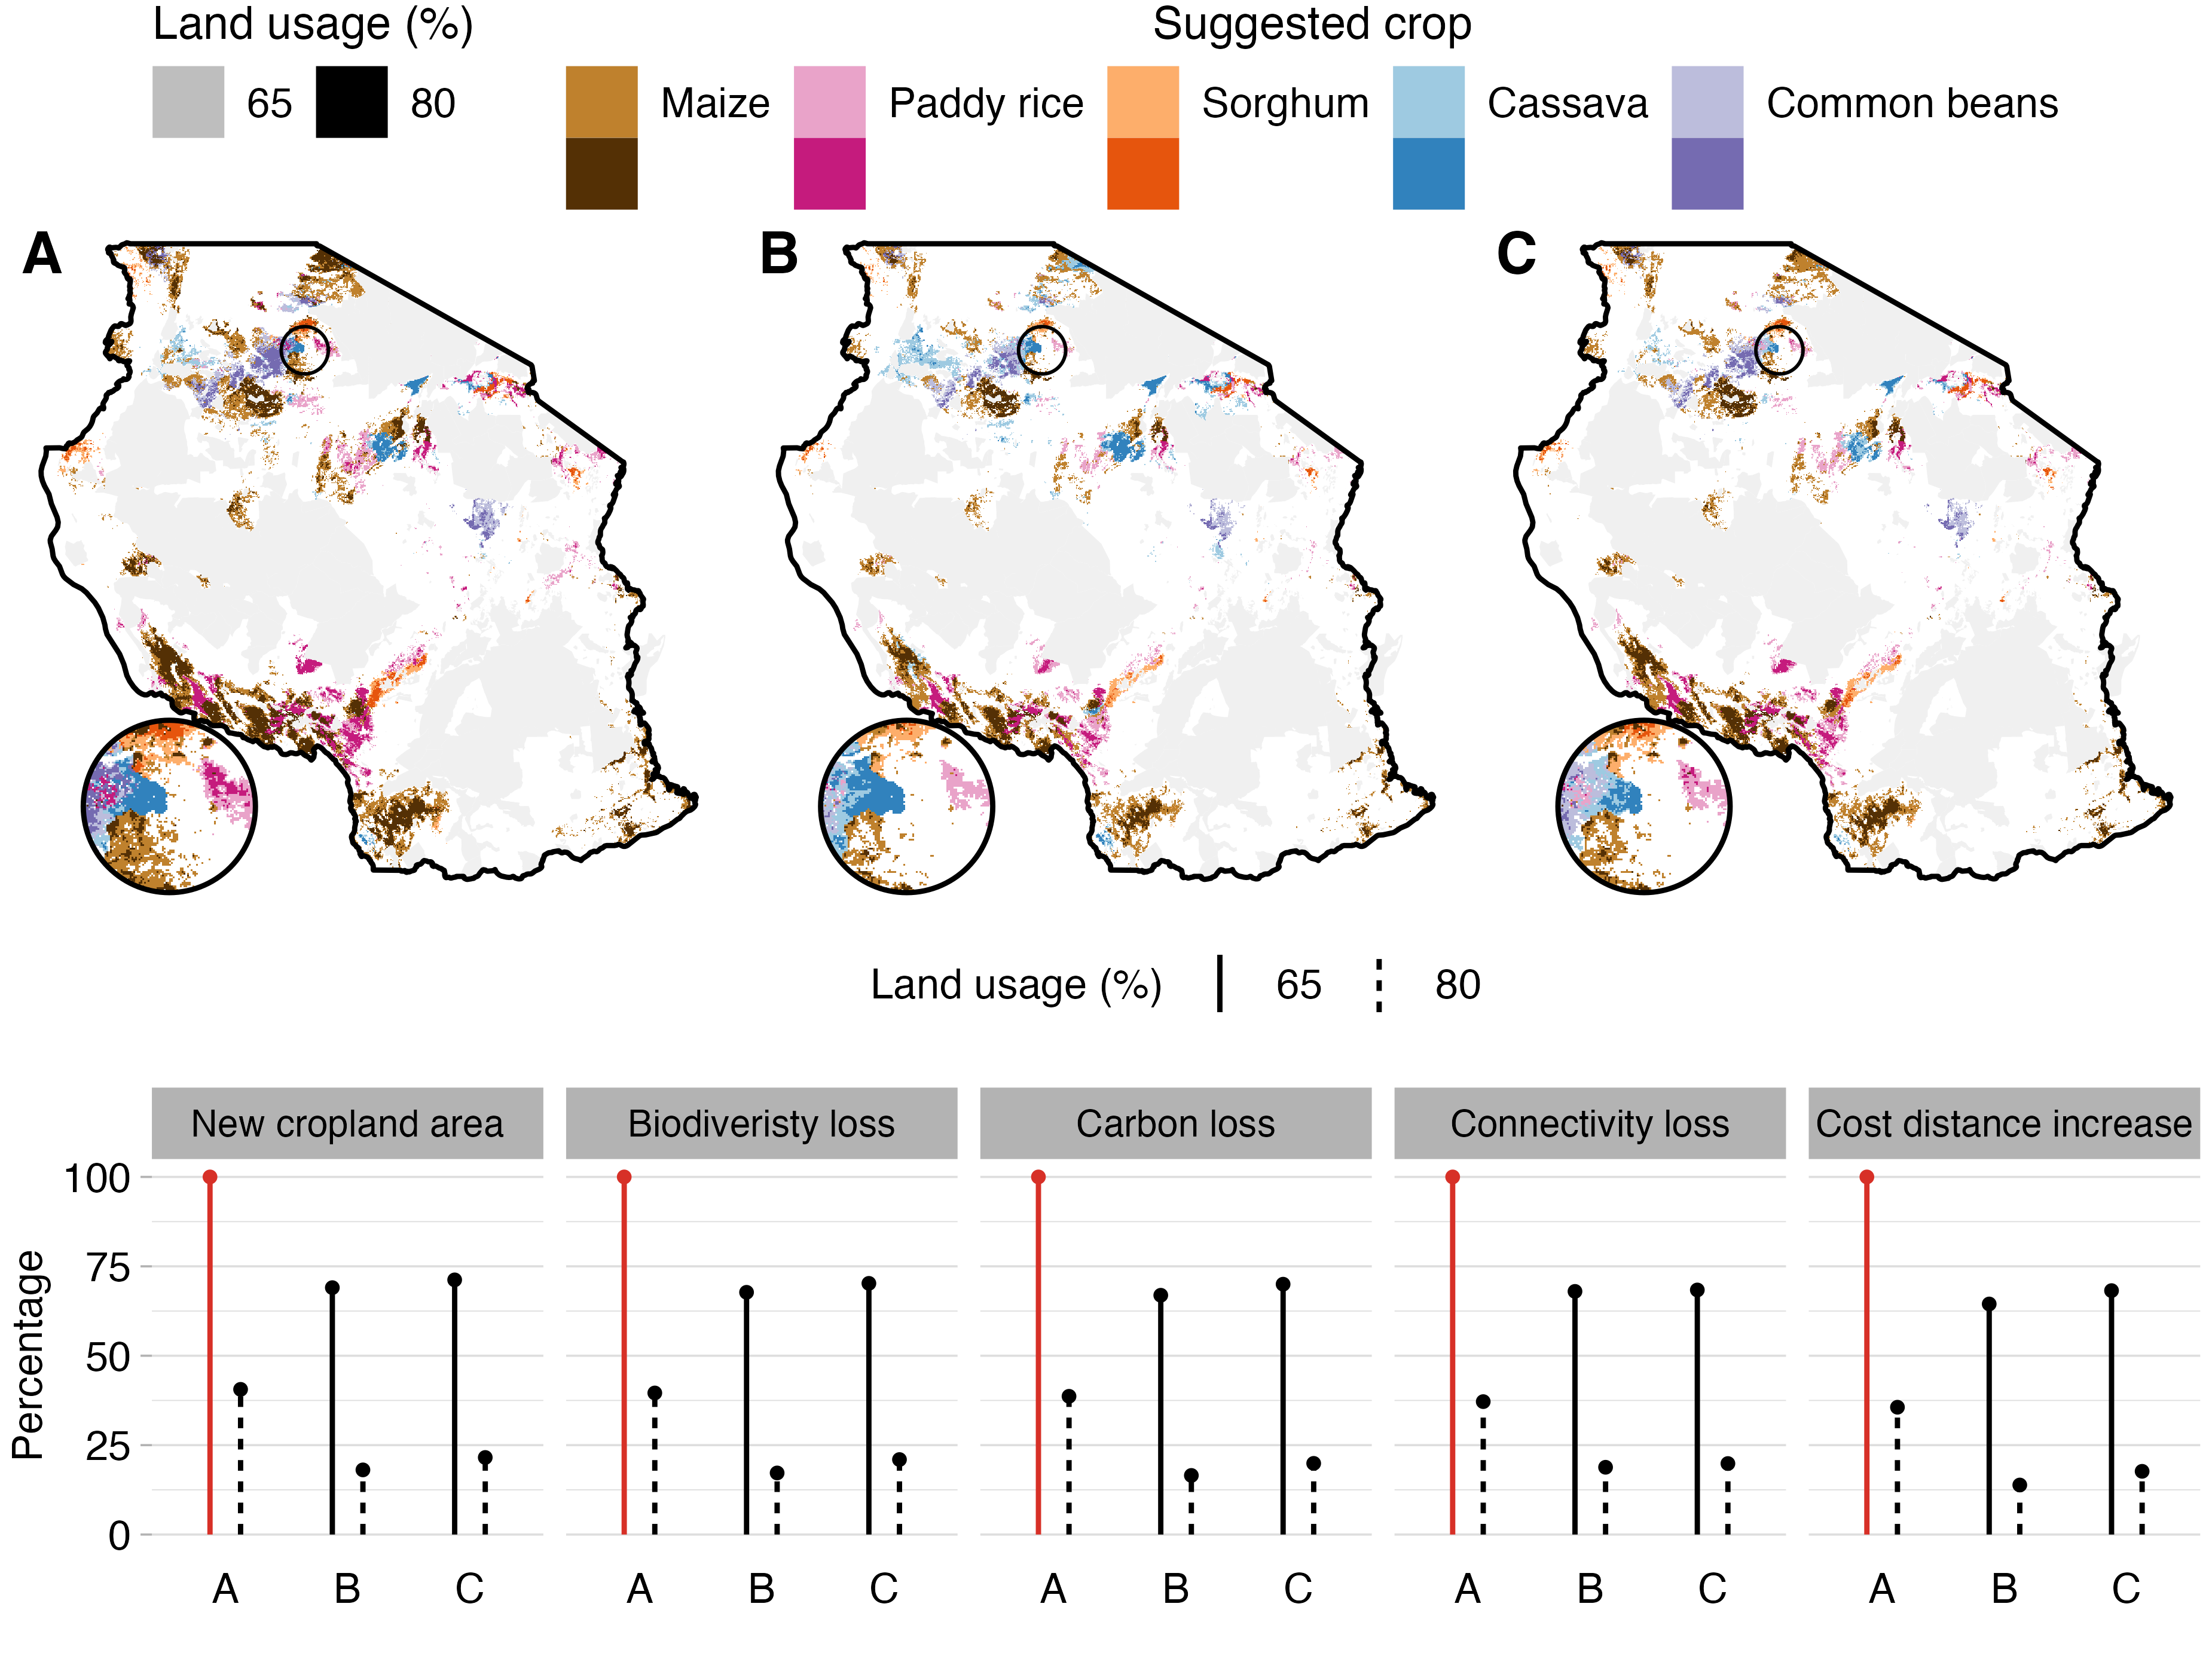 Land usage (%)
Suggested crop
65 80 Maize Paddy rice Sorghum Cassava Common beans
A B C
Land usage (%) 65 80
New cropland area Biodiveristy loss Carbon loss Connectivity loss Cost distance increase
Percentage
100
75
50
25
0
A B C A B C A B C A B C A B C